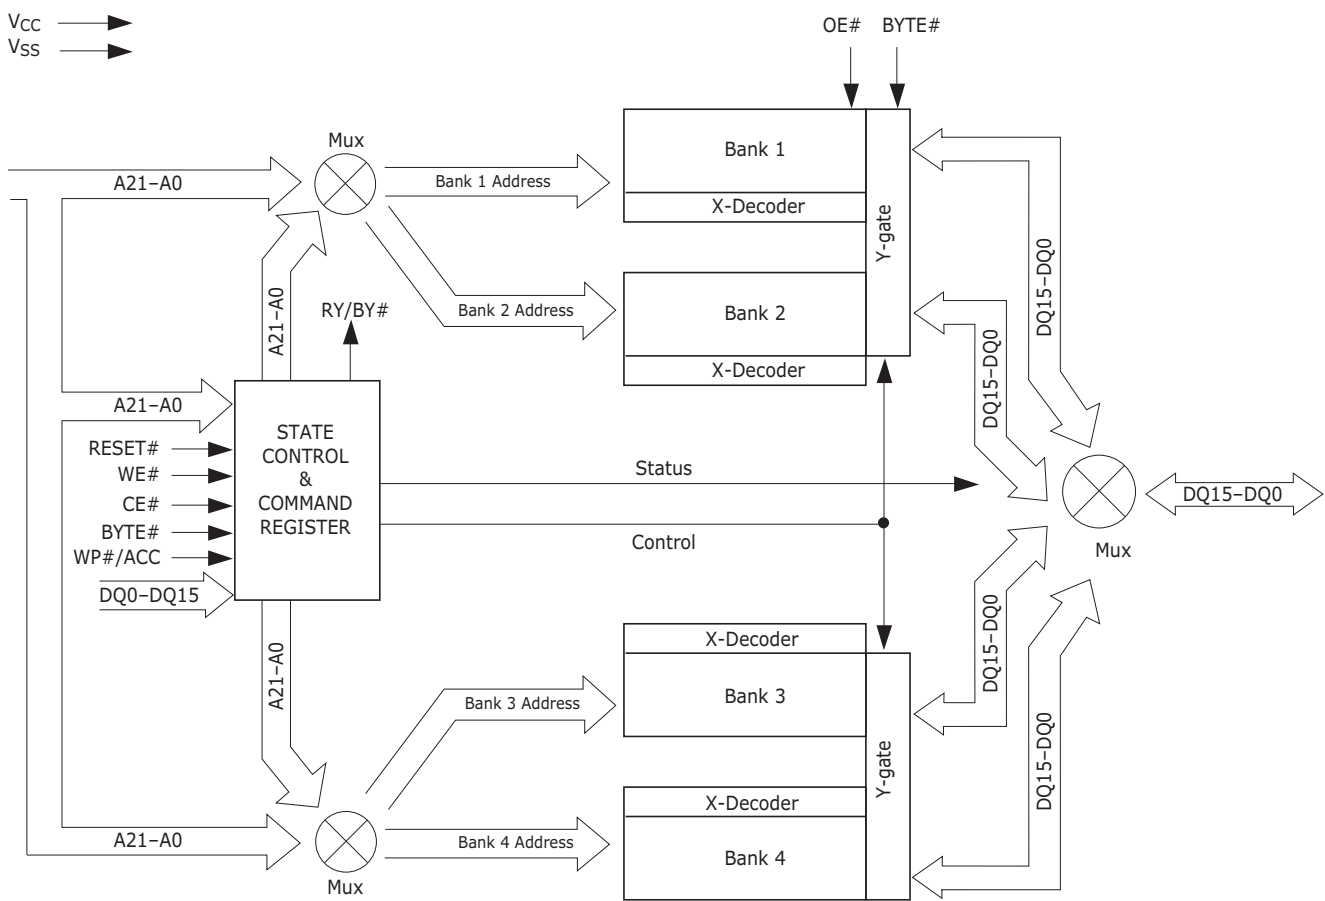 VCC
VSS
OE# BYTE#
Mux
Bank 1
A21–A0
Bank 1 Address
X-Decoder
Y-gate
DQ15–DQ0
A21–A0
RY/BY#
Bank 2 Address
Bank 2
X-Decoder
DQ15–DQ0
A21–A0
STATE
CONTROL
&
COMMAND
REGISTER
RESET#
WE#
CE#
BYTE#
WP#/ACC
DQ0–DQ15
Status
Control
DQ15–DQ0
Mux
A21–A0
X-Decoder
Bank 3 Address
Bank 3
DQ15–DQ0
Y-gate
DQ15–DQ0
X-Decoder
A21–A0
Bank 4 Address
Bank 4
Mux